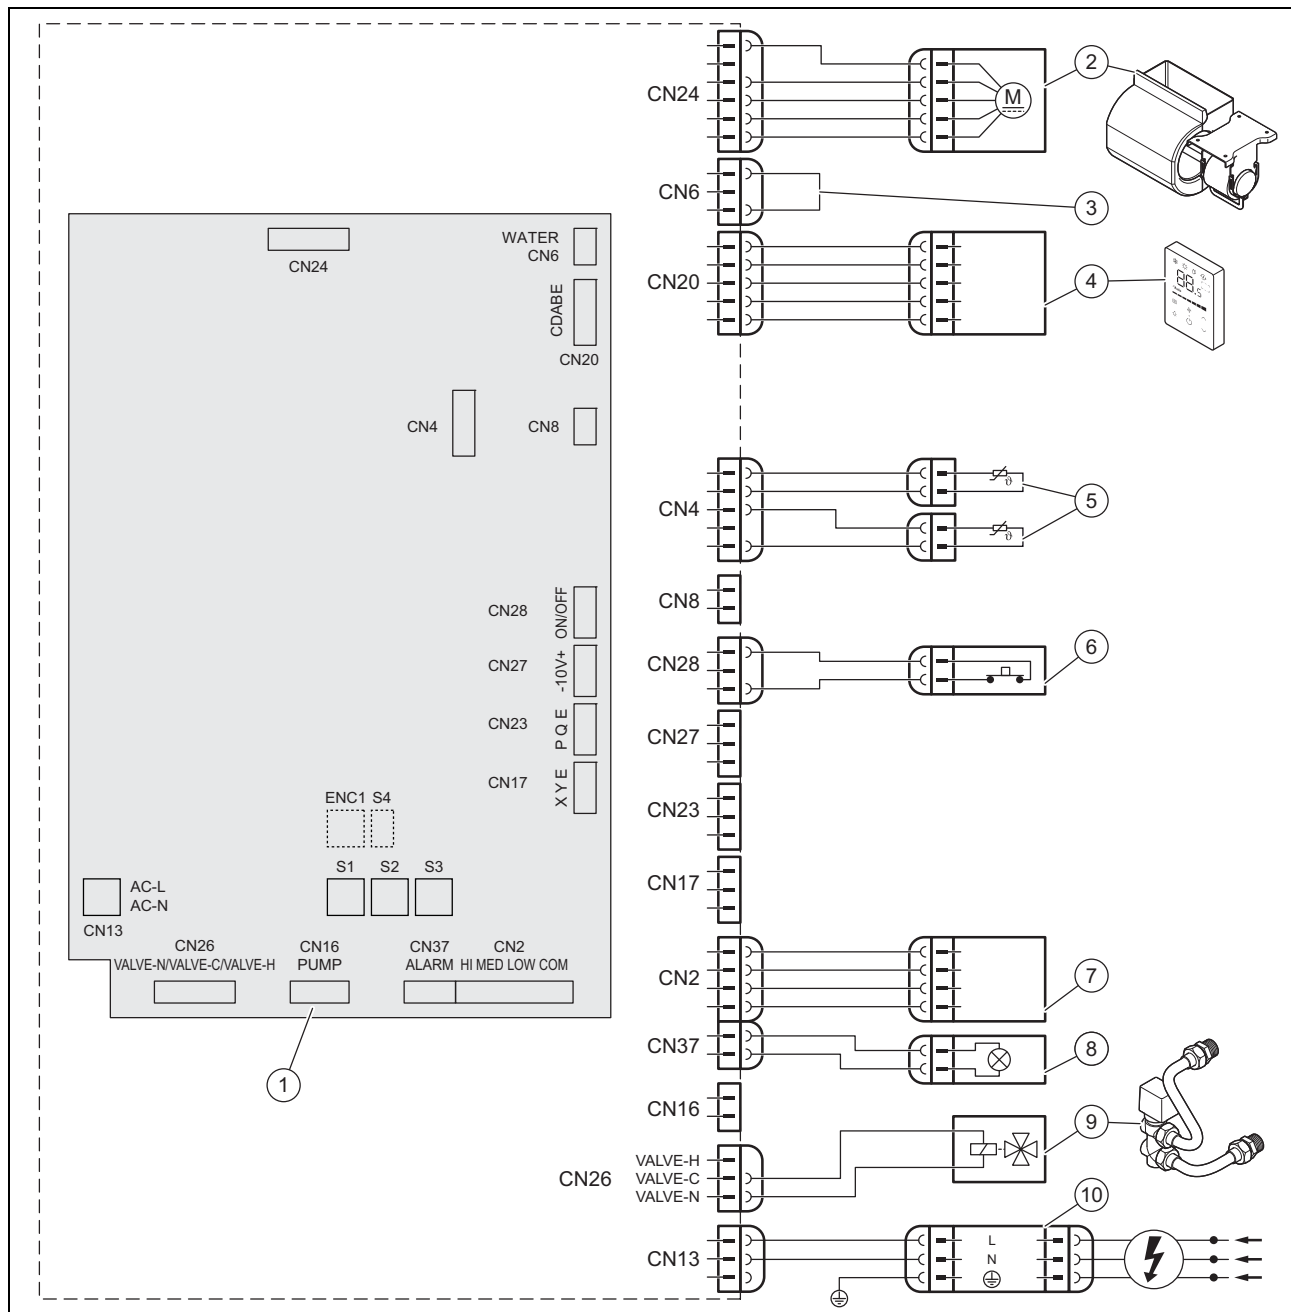 CN24
M
2
CN6
3
CN20
4
CN24
WATER
CN6
CDABE
CN20
CN4
CN8
CN4
ϑ
ϑ
5
CN8
CN28
ON/OFF
CN28
6
CN27
-10V+
CN27
CN23
P Q E
CN23
CN17
X Y E
CN17
ENC1 S4
S1 S2 S3
AC-L
AC-N
CN13
CN26
VALVE-N/VALVE-C/VALVE-H
CN16
PUMP
CN37
ALARM
CN2
HI MED LOW COM
1
CN2
7
CN37
8
CN16
9
CN26
VALVE-H
VALVE-C
VALVE-N
10
CN13
L
N